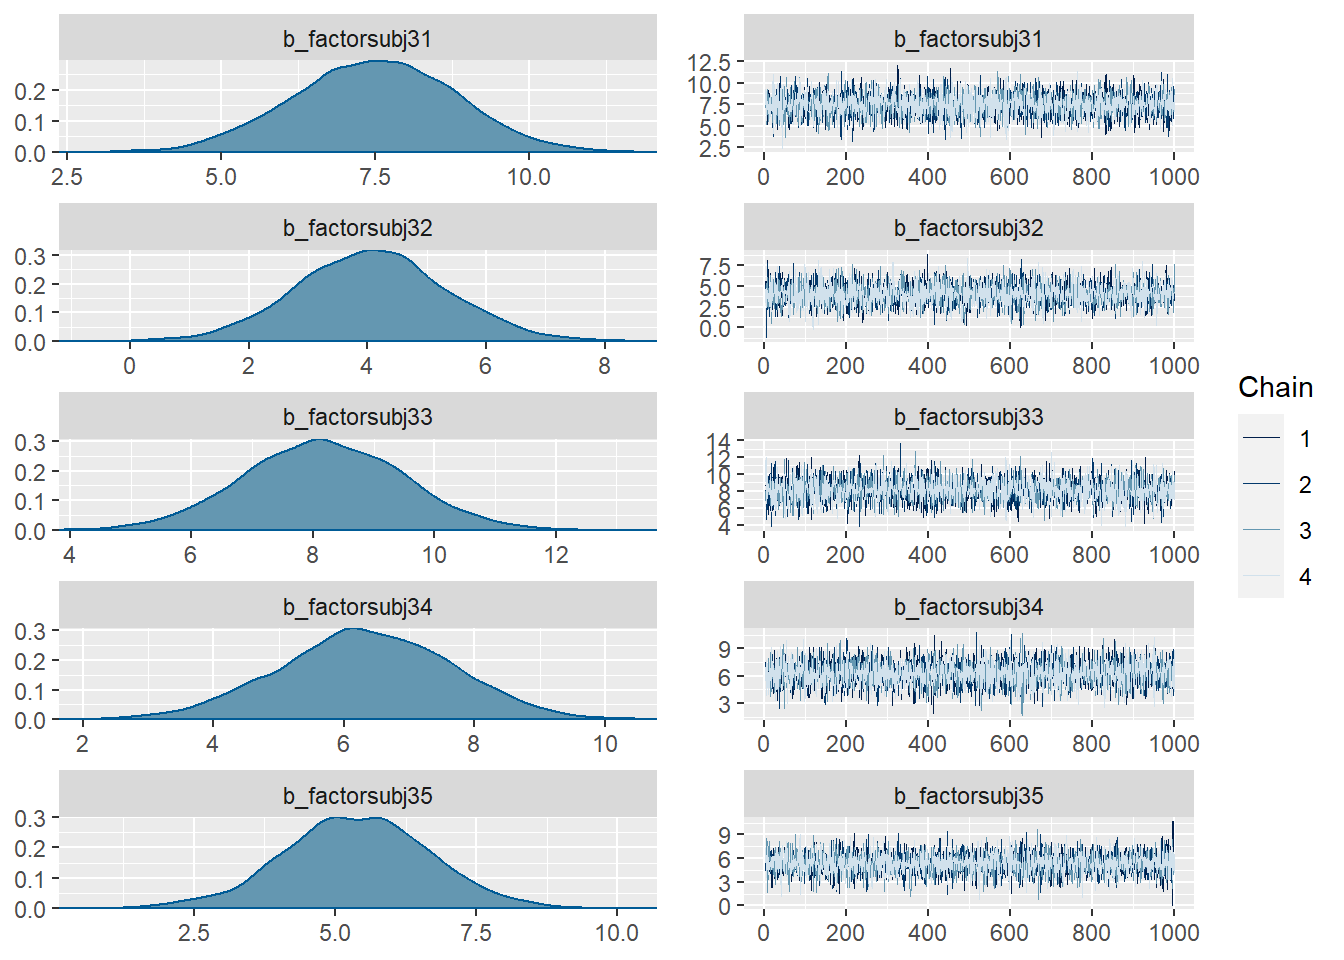 b_factorsubj31
0.2
0.1
0.0
2.5 5.0 7.5 10.0
b_factorsubj31
12.5
10.0
7.5
5.0
2.5
0 200 400 600 800 1000
b_factorsubj32
0.3
0.2
0.1
0.0
0 2 4 6 8
b_factorsubj32
7.5
5.0
2.5
0.0
0 200 400 600 800 1000
b_factorsubj33
0.3
0.2
0.1
0.0
4 6 8 10 12
b_factorsubj33
14
12
10
8
6
4
0 200 400 600 800 1000
b_factorsubj34
0.3
0.2
0.1
0.0
2 4 6 8 10
b_factorsubj34
9
6
3
0 200 400 600 800 1000
b_factorsubj35
0.3
0.2
0.1
0.0
2.5 5.0 7.5 10.0
b_factorsubj35
9
6
3
0
0 200 400 600 800 1000
Chain
1
2
3
4